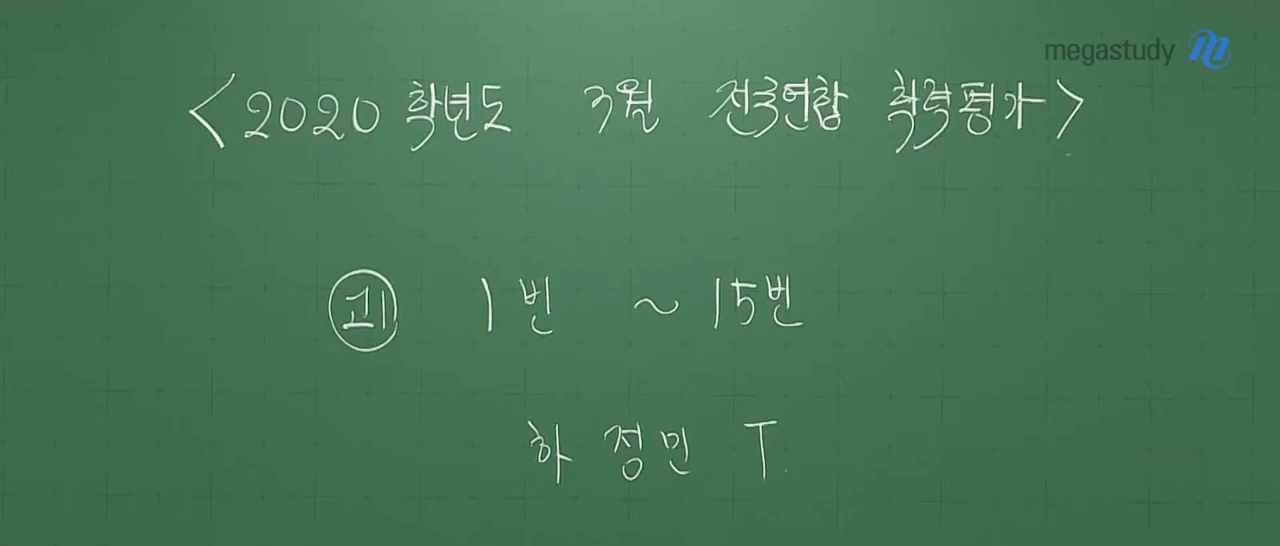 megastudy
<2020 학년도 3월 전국연합 학력평가>
고1 1번 ~ 15번
하 정민 T.